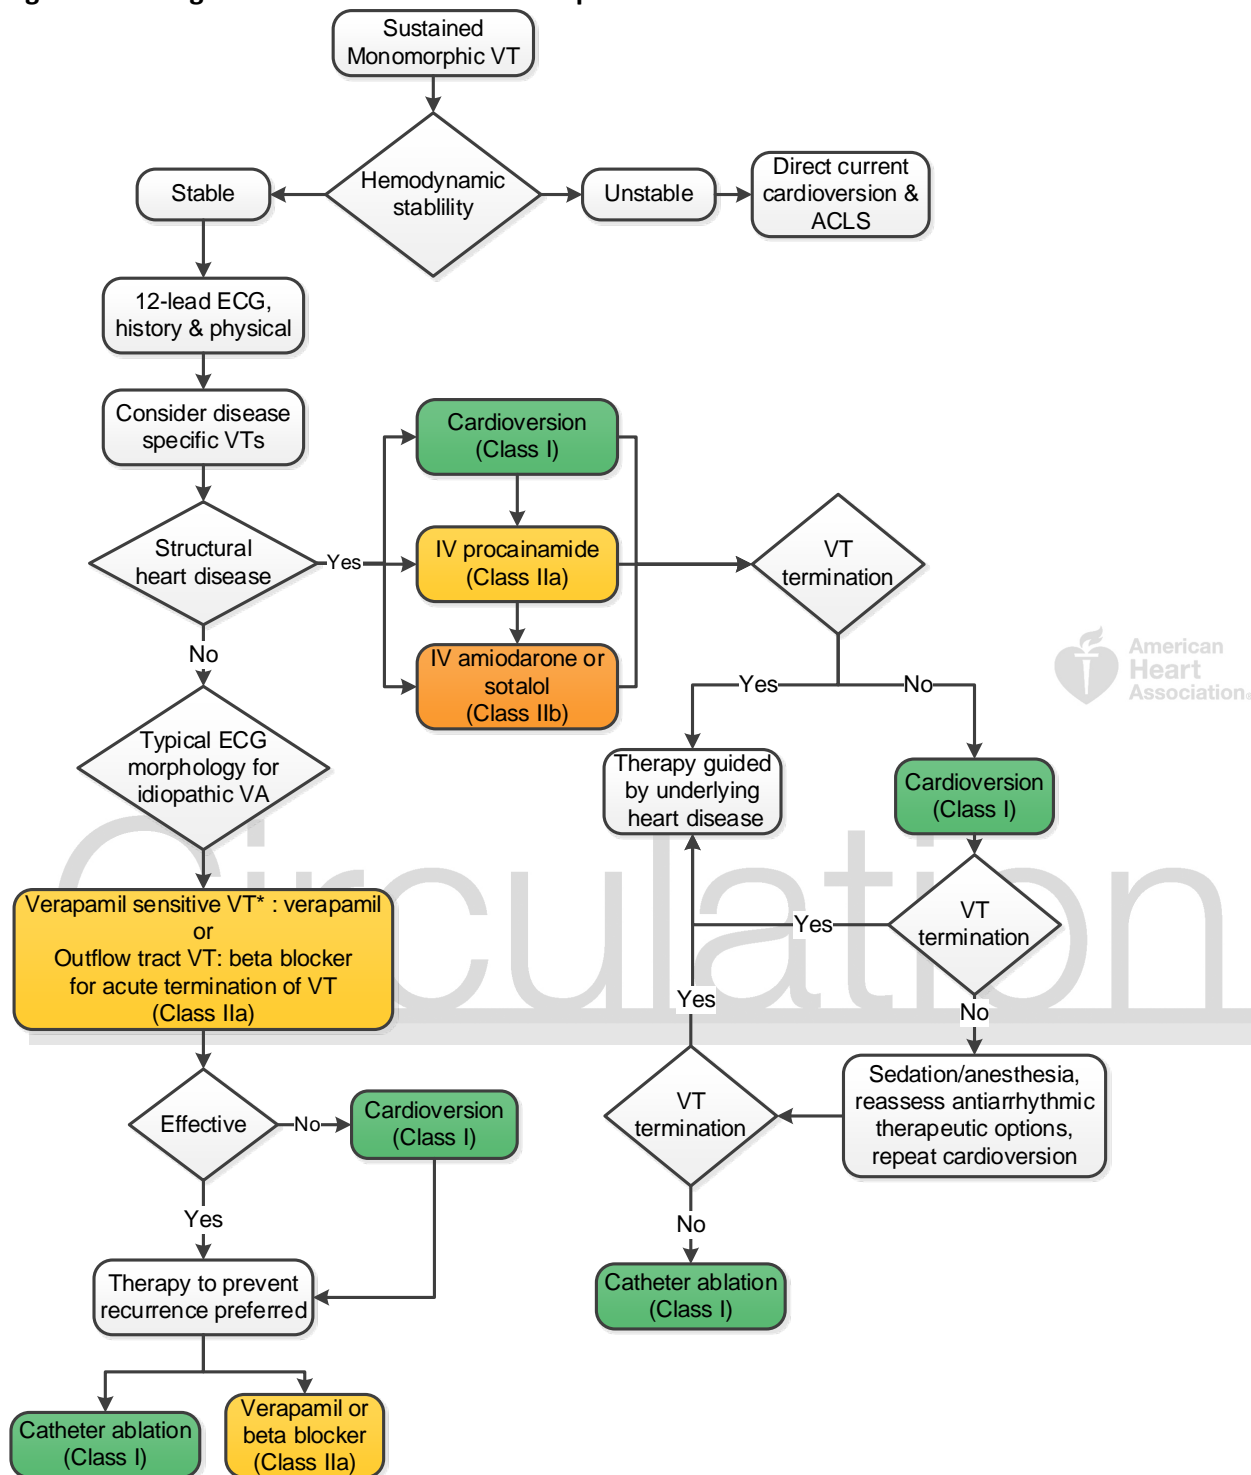 Sustained
Monomorphic VT
Hemodynamic
stablility
Stable
Unstable
Direct current
cardioversion &
ACLS
12-lead ECG,
history & physical
Consider disease
specific VTs
Structural
heart disease
Yes
Cardioversion
(Class I)
IV procainamide
(Class IIa)
IV amiodarone or
sotalol
(Class IIb)
VT
termination
No
Yes
No
American
Heart
Association®
Typical ECG
morphology for
idiopathic VA
Therapy guided
by underlying
heart disease
Cardioversion
(Class I)
Circulation
Verapamil sensitive VT* : verapamil
or
Outflow tract VT: beta blocker
for acute termination of VT
(Class IIa)
Yes
VT
termination
Yes
No
Effective
No
Cardioversion
(Class I)
VT
termination
Sedation/anesthesia,
reassess antiarrhythmic
therapeutic options,
repeat cardioversion
Yes
No
Therapy to prevent
recurrence preferred
Catheter ablation
(Class I)
Catheter ablation
(Class I)
Verapamil or
beta blocker
(Class IIa)